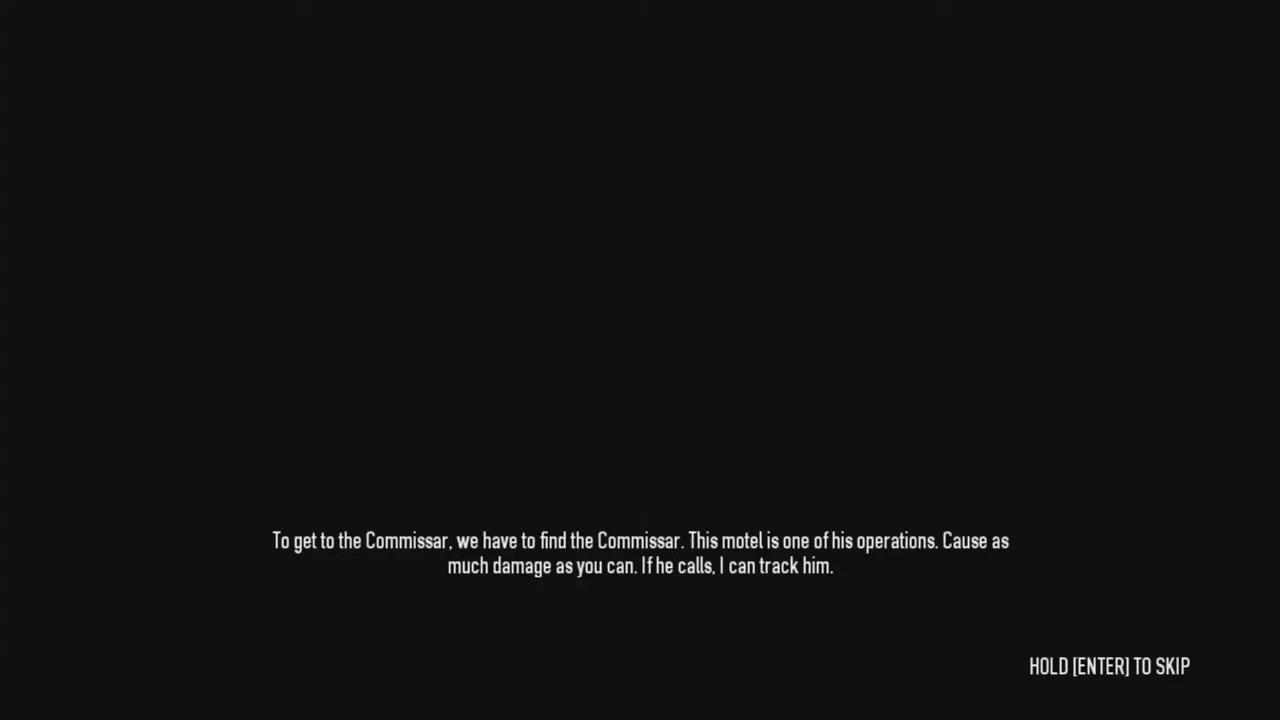 To get to the Commissar, we have to find the Commissar. This motel is one of his operations. Cause as
much damage as you can. If he calls, I can track him.
HOLD [ENTER] TO SKIP